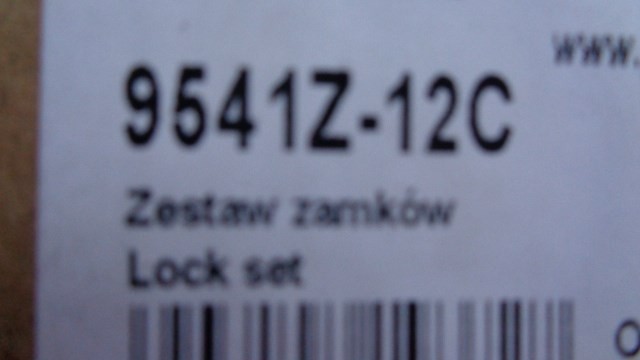 www.
9541Z-12C
Zestaw zamków
Lock set